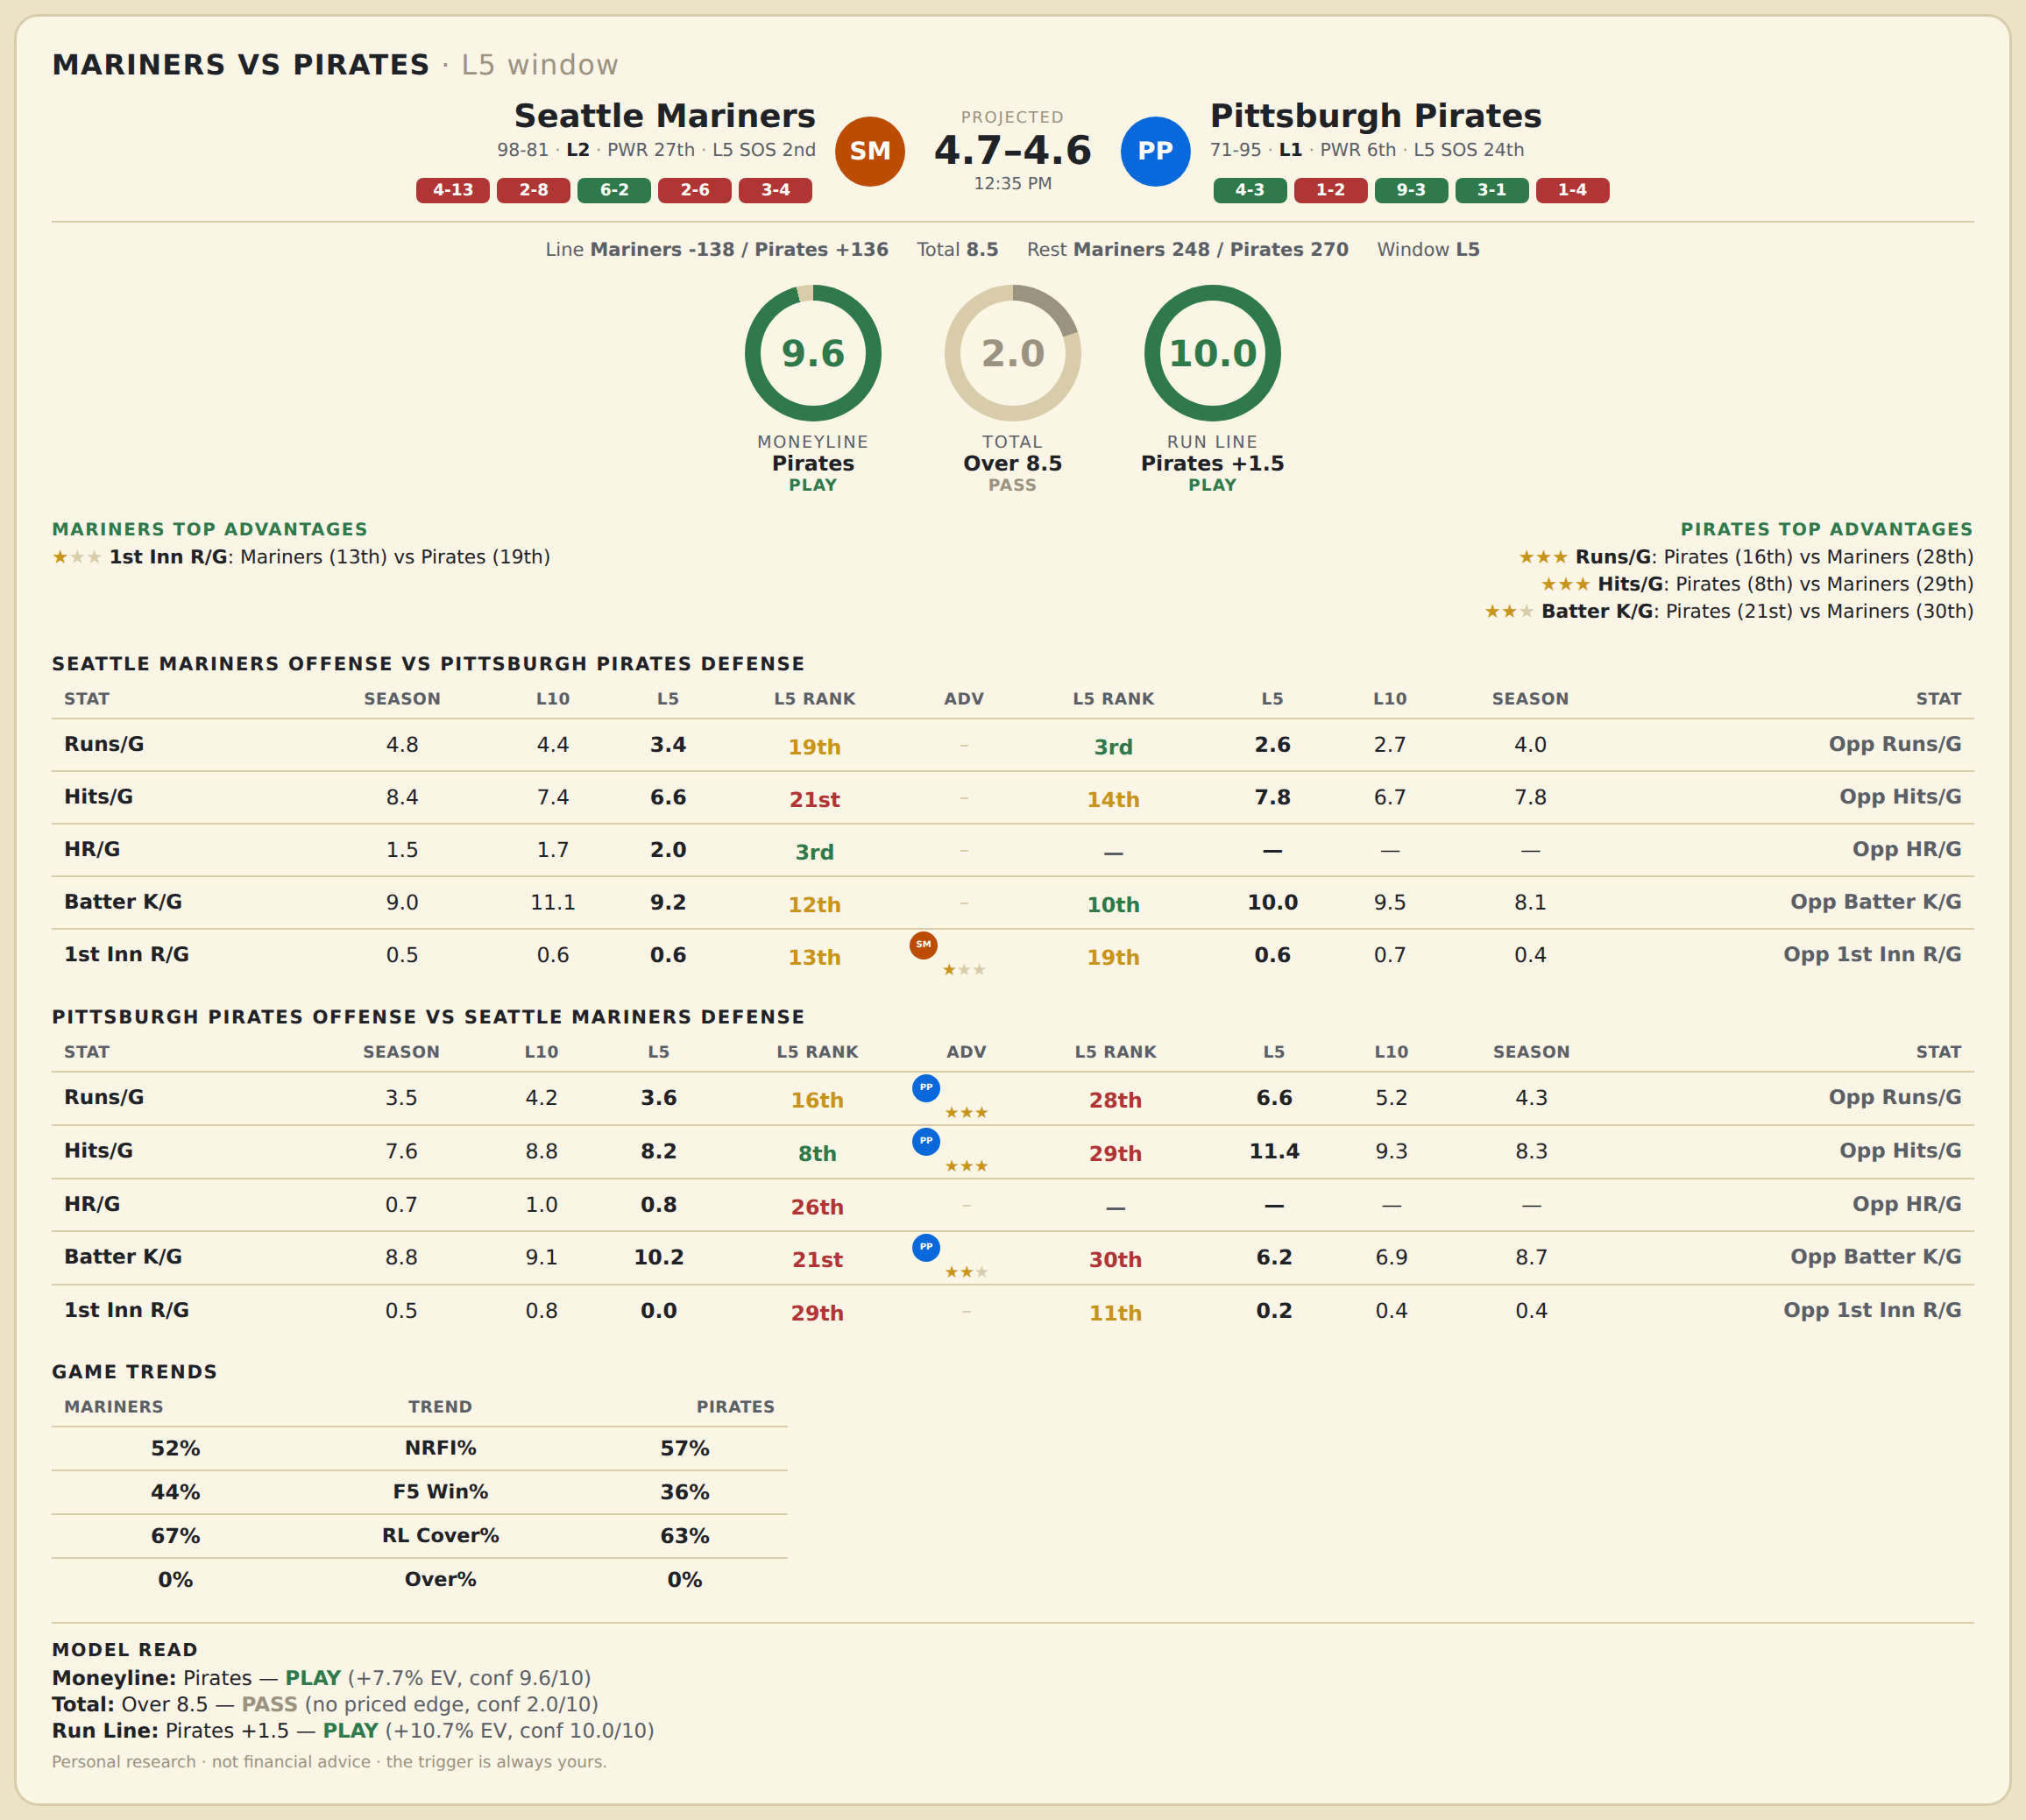 MARINERS VS PIRATES · L5 window
Seattle Mariners
98-81 · L2 · PWR 27th · L5 SOS 2nd
4-13 2-8 6-2 2-6 3-4
SM
PROJECTED
4.7–4.6
12:35 PM
PP
Pittsburgh Pirates
71-95 · L1 · PWR 6th · L5 SOS 24th
4-3 1-2 9-3 3-1 1-4
Line Mariners -138 / Pirates +136 Total 8.5 Rest Mariners 248 / Pirates 270 Window L5
9.6 2.0 10.0
MONEYLINE TOTAL RUN LINE
Pirates Over 8.5 Pirates +1.5
PLAY PASS PLAY
MARINERS TOP ADVANTAGES
★★★ 1st Inn R/G: Mariners (13th) vs Pirates (19th)
PIRATES TOP ADVANTAGES
★★★ Runs/G: Pirates (16th) vs Mariners (28th)
★★★ Hits/G: Pirates (8th) vs Mariners (29th)
★★★ Batter K/G: Pirates (21st) vs Mariners (30th)
SEATTLE MARINERS OFFENSE VS PITTSBURGH PIRATES DEFENSE
STAT SEASON L10 L5 L5 RANK ADV L5 RANK L5 L10 SEASON STAT
Runs/G 4.8 4.4 3.4 19th – 3rd 2.6 2.7 4.0 Opp Runs/G
Hits/G 8.4 7.4 6.6 21st – 14th 7.8 6.7 7.8 Opp Hits/G
HR/G 1.5 1.7 2.0 3rd – — — — — Opp HR/G
Batter K/G 9.0 11.1 9.2 12th – 10th 10.0 9.5 8.1 Opp Batter K/G
1st Inn R/G 0.5 0.6 0.6 13th SM ★★★ 19th 0.6 0.7 0.4 Opp 1st Inn R/G
PITTSBURGH PIRATES OFFENSE VS SEATTLE MARINERS DEFENSE
STAT SEASON L10 L5 L5 RANK ADV L5 RANK L5 L10 SEASON STAT
Runs/G 3.5 4.2 3.6 16th PP ★★★ 28th 6.6 5.2 4.3 Opp Runs/G
Hits/G 7.6 8.8 8.2 8th PP ★★★ 29th 11.4 9.3 8.3 Opp Hits/G
HR/G 0.7 1.0 0.8 26th – — — — — Opp HR/G
Batter K/G 8.8 9.1 10.2 21st PP ★★★ 30th 6.2 6.9 8.7 Opp Batter K/G
1st Inn R/G 0.5 0.8 0.0 29th – 11th 0.2 0.4 0.4 Opp 1st Inn R/G
GAME TRENDS
MARINERS TREND PIRATES
52% NRFI% 57%
44% F5 Win% 36%
67% RL Cover% 63%
0% Over% 0%
MODEL READ
Moneyline: Pirates — PLAY (+7.7% EV, conf 9.6/10)
Total: Over 8.5 — PASS (no priced edge, conf 2.0/10)
Run Line: Pirates +1.5 — PLAY (+10.7% EV, conf 10.0/10)
Personal research · not financial advice · the trigger is always yours.